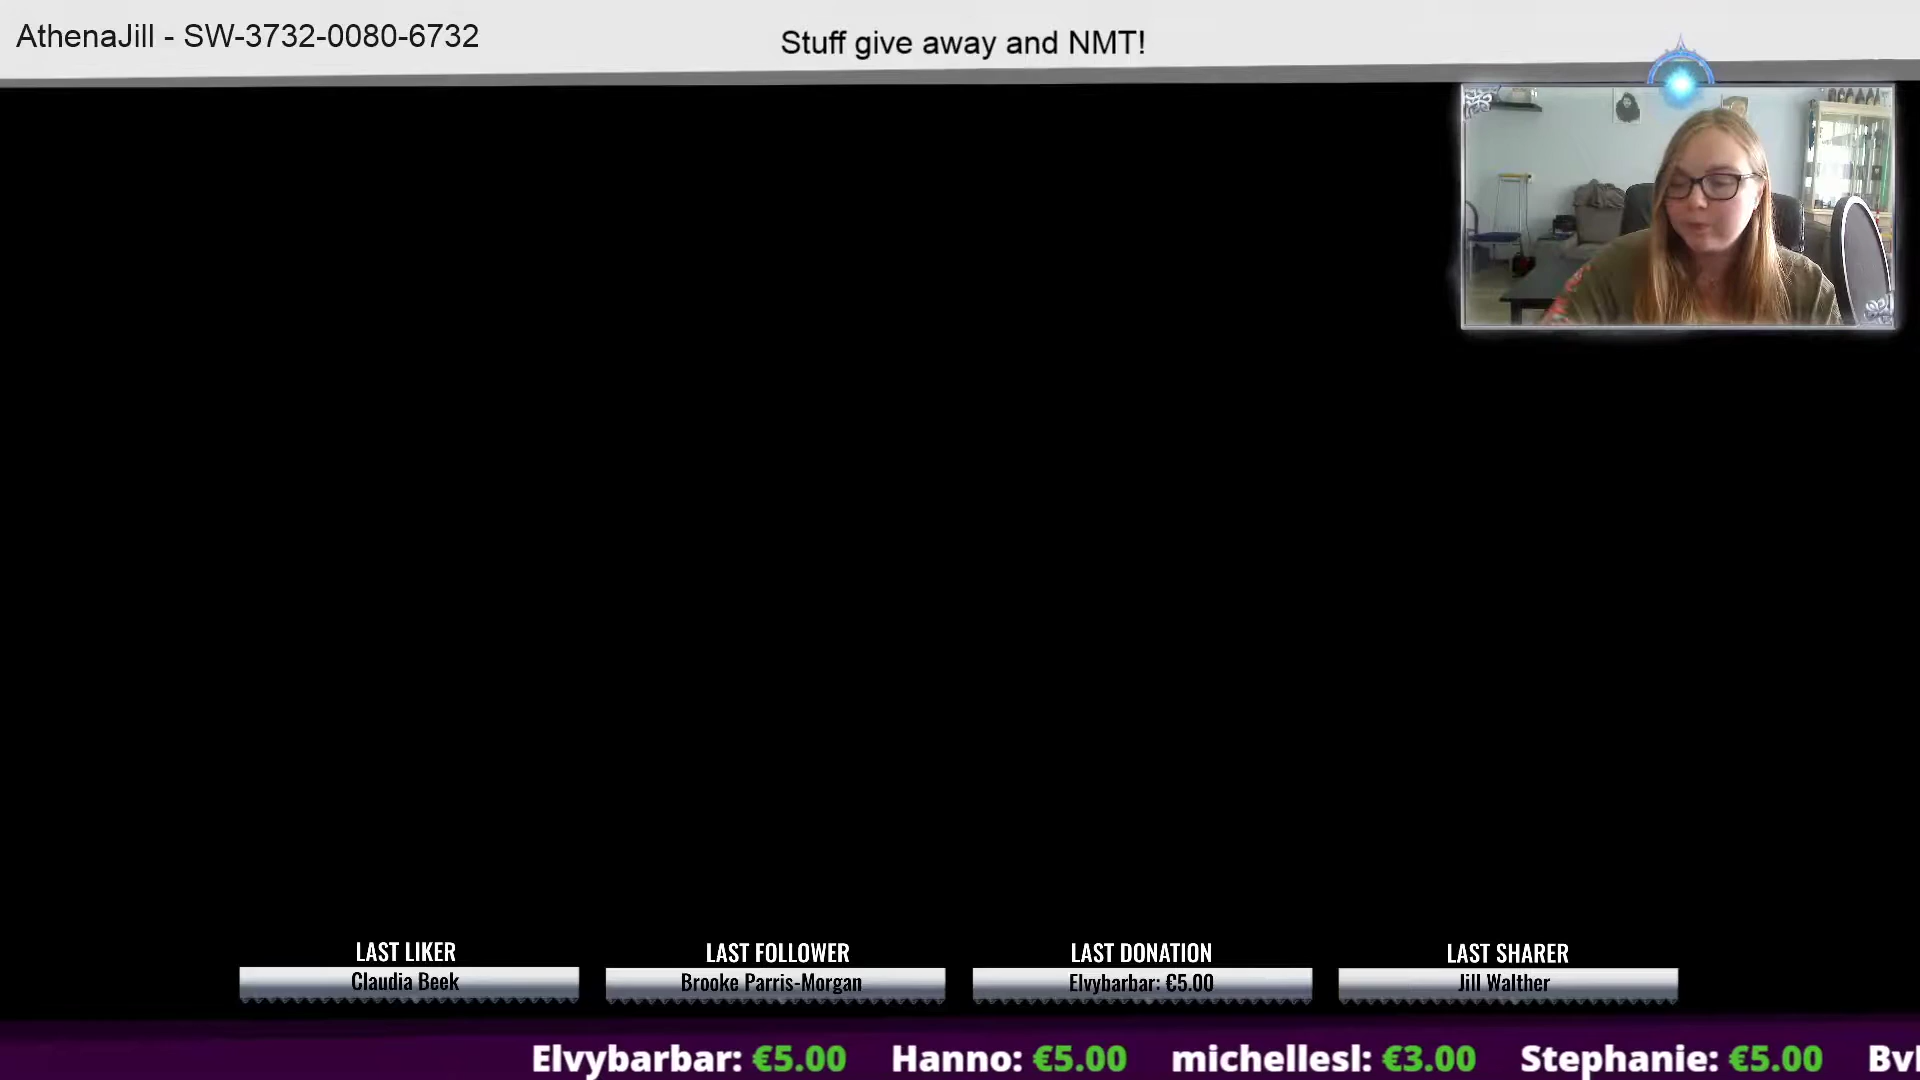 AthenaJill - SW-3732-0080-6732
Stuff give away and NMT!
LAST LIKER
Claudia Beek
LAST FOLLOWER
Brooke Parris-Morgan
LAST DONATION
Elvybarbar: €5.00
LAST SHARER
Jill Walther
Elvybarbar: €5.00 Hanno: €5.00 michellesl: €3.00 Stephanie: €5.00